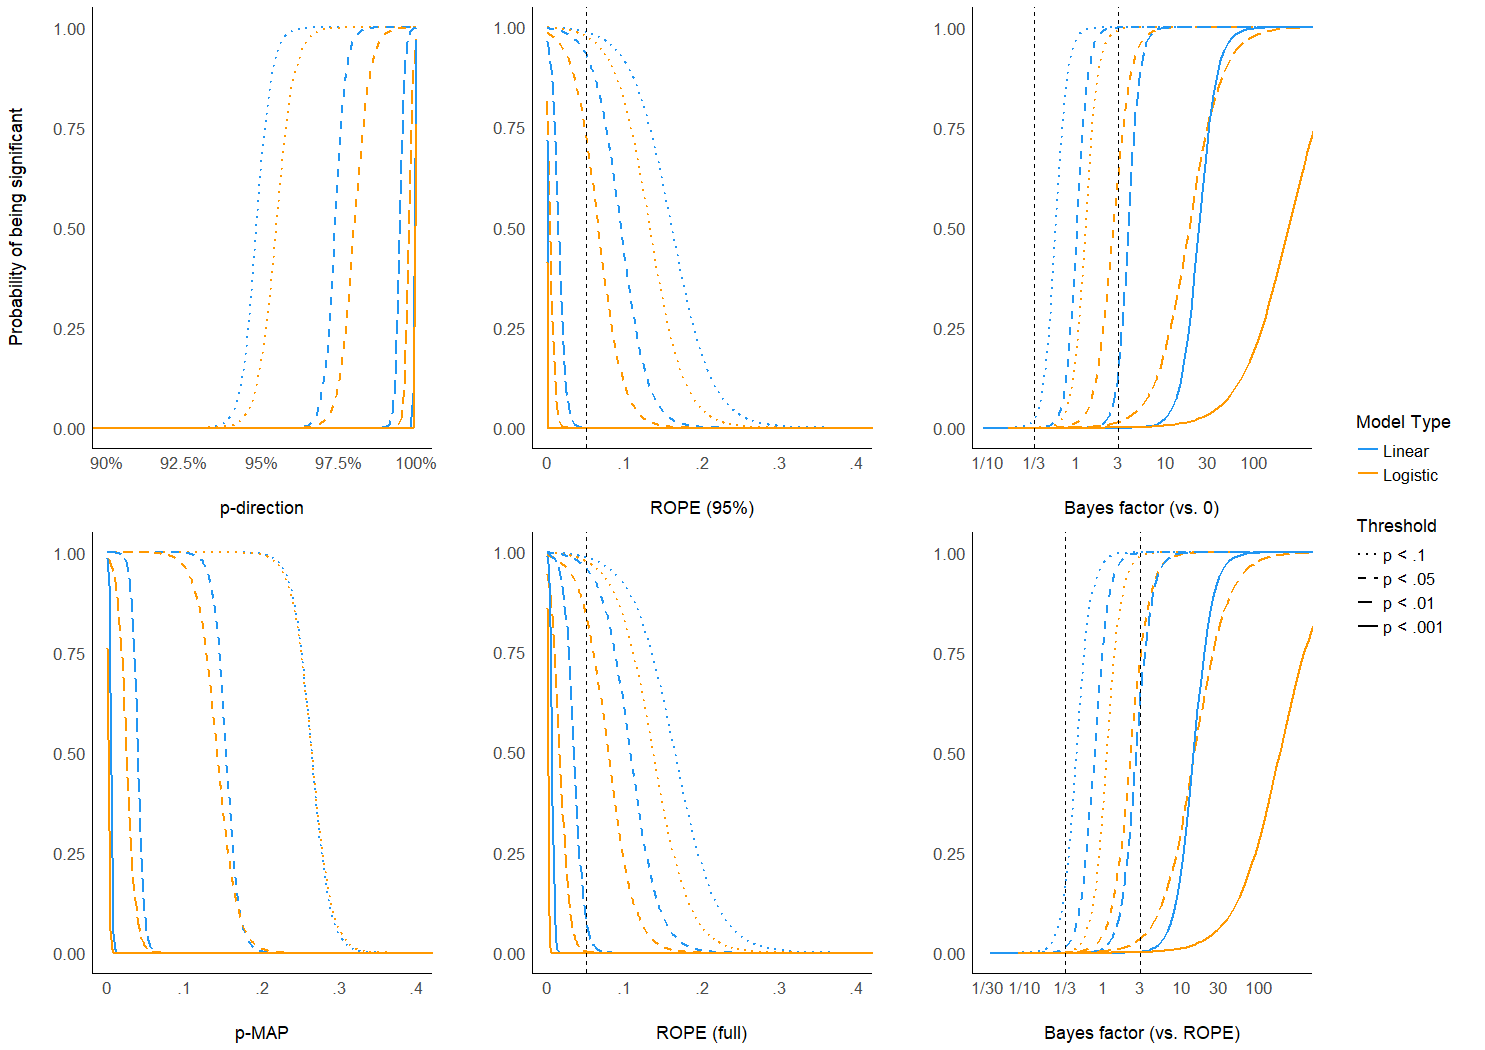 Probability of being significant
1.00
0.75
0.50
0.25
0.00
90% 92.5% 95% 97.5% 100%
p-direction
1.00
0.75
0.50
0.25
0.00
0 .1 .2 .3 .4
ROPE (95%)
1.00
0.75
0.50
0.25
0.00
1/10 1/3 1 3 10 30 100
Bayes factor (vs. 0)
1.00
0.75
0.50
0.25
0.00
0 .1 .2 .3 .4
p-MAP
1.00
0.75
0.50
0.25
0.00
0 .1 .2 .3 .4
ROPE (full)
1.00
0.75
0.50
0.25
0.00
1/30 1/10 1/3 1 3 10 30 100
Bayes factor (vs. ROPE)
Model Type
Linear
Logistic
Threshold
p < .1
p < .05
p < .01
p < .001